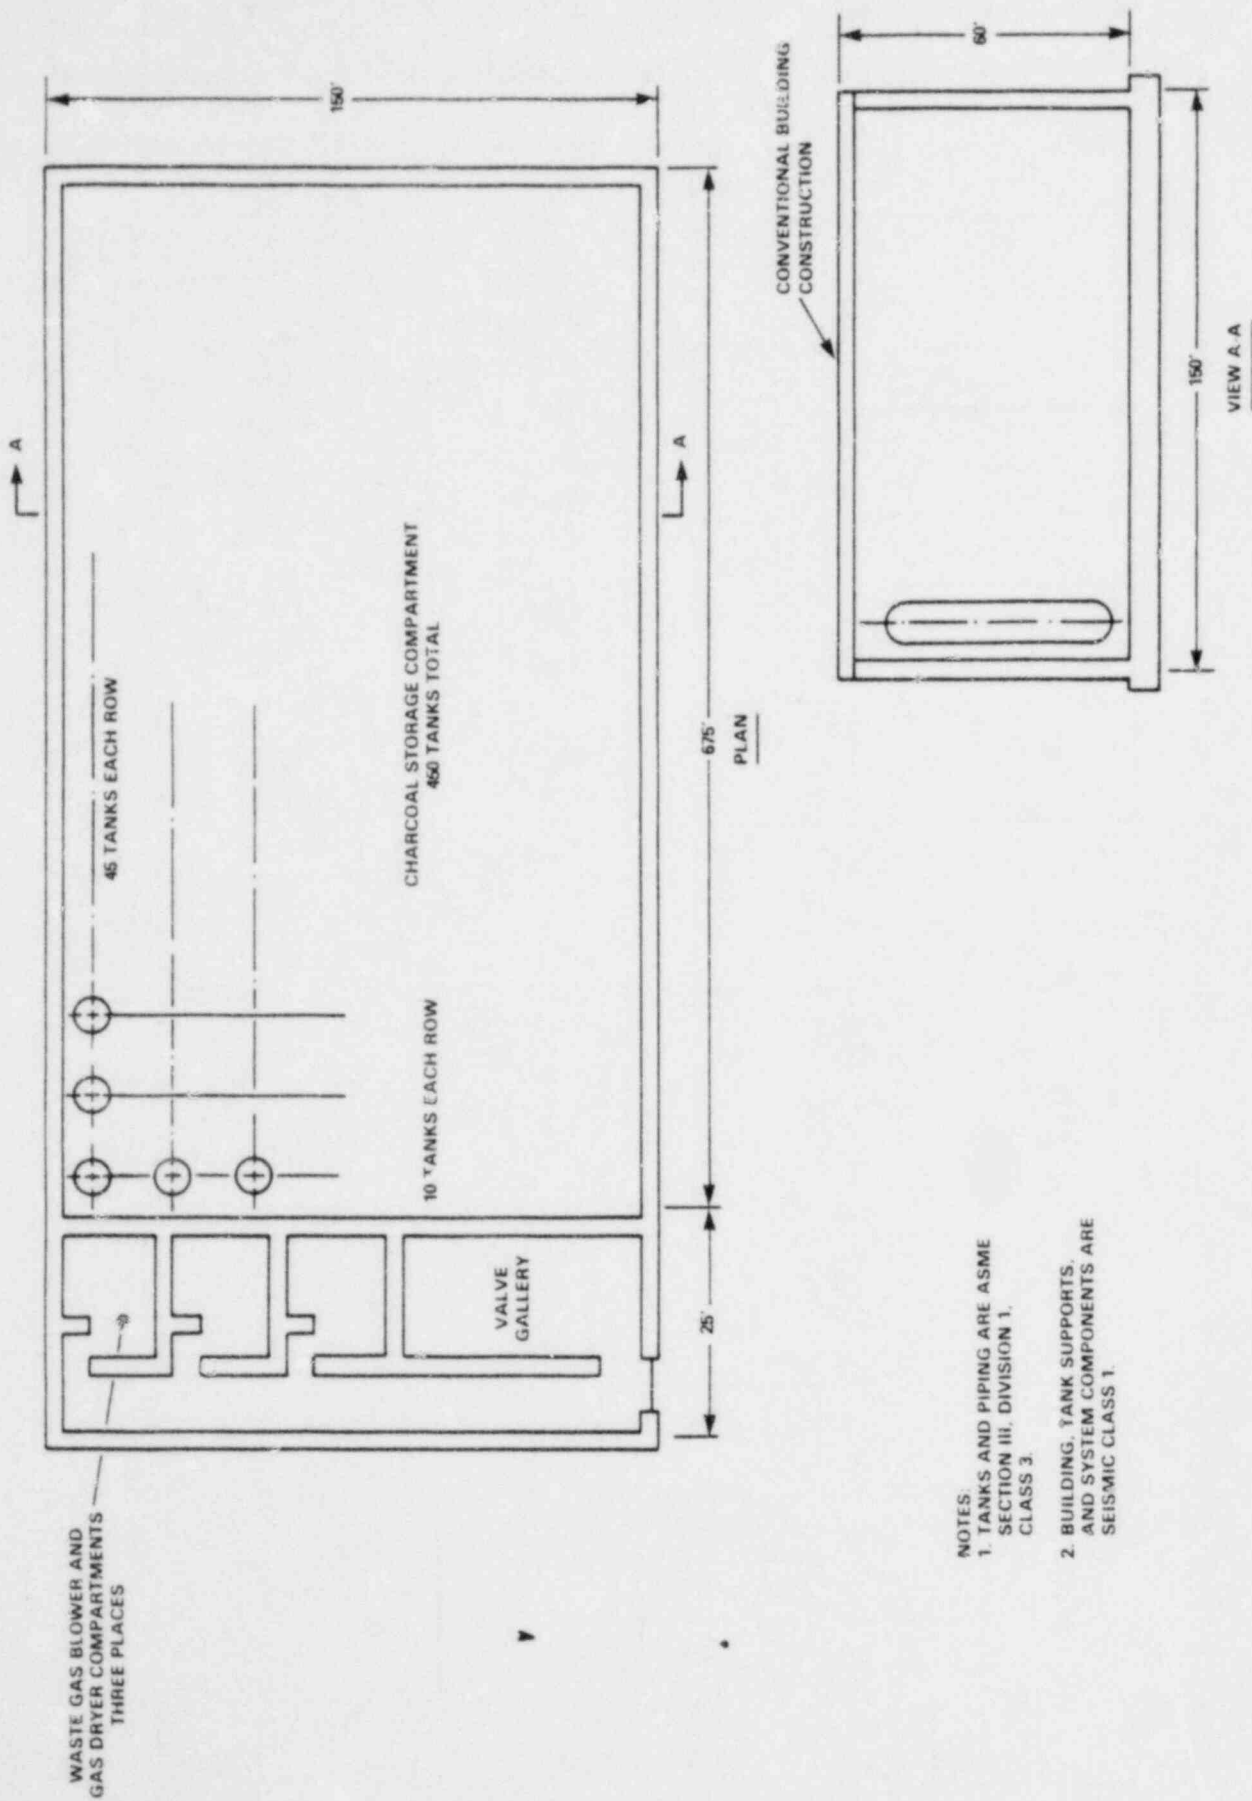 WASTE GAS BLOWER AND
GAS DRYER COMPARTMENTS
THREE PLACES
A
45 TANKS EACH ROW
150'
CHARCOAL STORAGE COMPARTMENT
450 TANKS TOTAL
10 TANKS EACH ROW
VALVE
GALLERY
A
25'
675'
PLAN
CONVENTIONAL BUILDING
CONSTRUCTION
60'
150'
VIEW A-A
NOTES:
1. TANKS AND PIPING ARE ASME
SECTION III, DIVISION 1,
CLASS 3.
2. BUILDING, TANK SUPPORTS,
AND SYSTEM COMPONENTS ARE
SEISMIC CLASS 1.